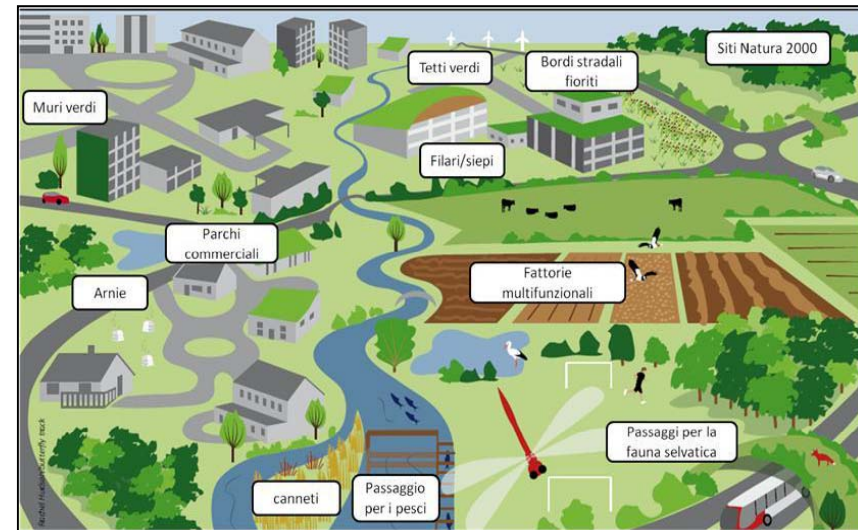 Siti Natura 2000
Bordi stradali
fioriti
Tetti verdi
Muri verdi
Filari/siepi
Parchi
commerciali
Fattorie
multifunzionali
Arnie
Passaggi per la
fauna selvatica
canneti
Passaggio
per i pesci